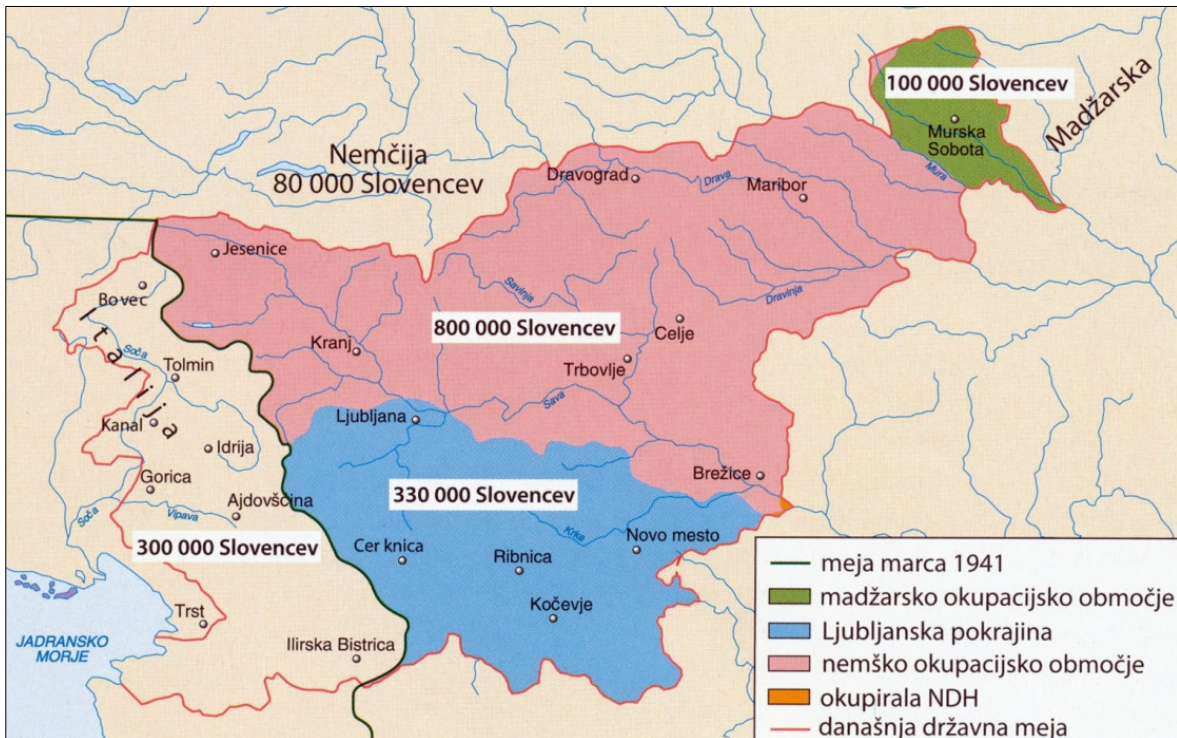 100 000 Slovencev
Madžarska
Murska
Sobota
Mura
Nemčija
80 000 Slovencev
Dravograd
Drava
Maribor
Jesenice
Bovec
Italija
Savinja
Dravinja
800 000 Slovencev
Celje
Kranj
Trbovlje
Soča
Tolmin
Sava
Ljubljana
Kanal
Idrija
Brežice
Gorica
330 000 Slovencev
Ajdovščina
Soča
Vipava
Krka
300 000 Slovencev
Cerknica
Ribnica
Novo mesto
Kočevje
Trst
JADRANSKO
MORJE
Ilirska Bistrica
meja marca 1941
madžarsko okupacijsko območje
Ljubljanska pokrajina
nemško okupacijsko območje
okupirala NDH
današnja državna meja